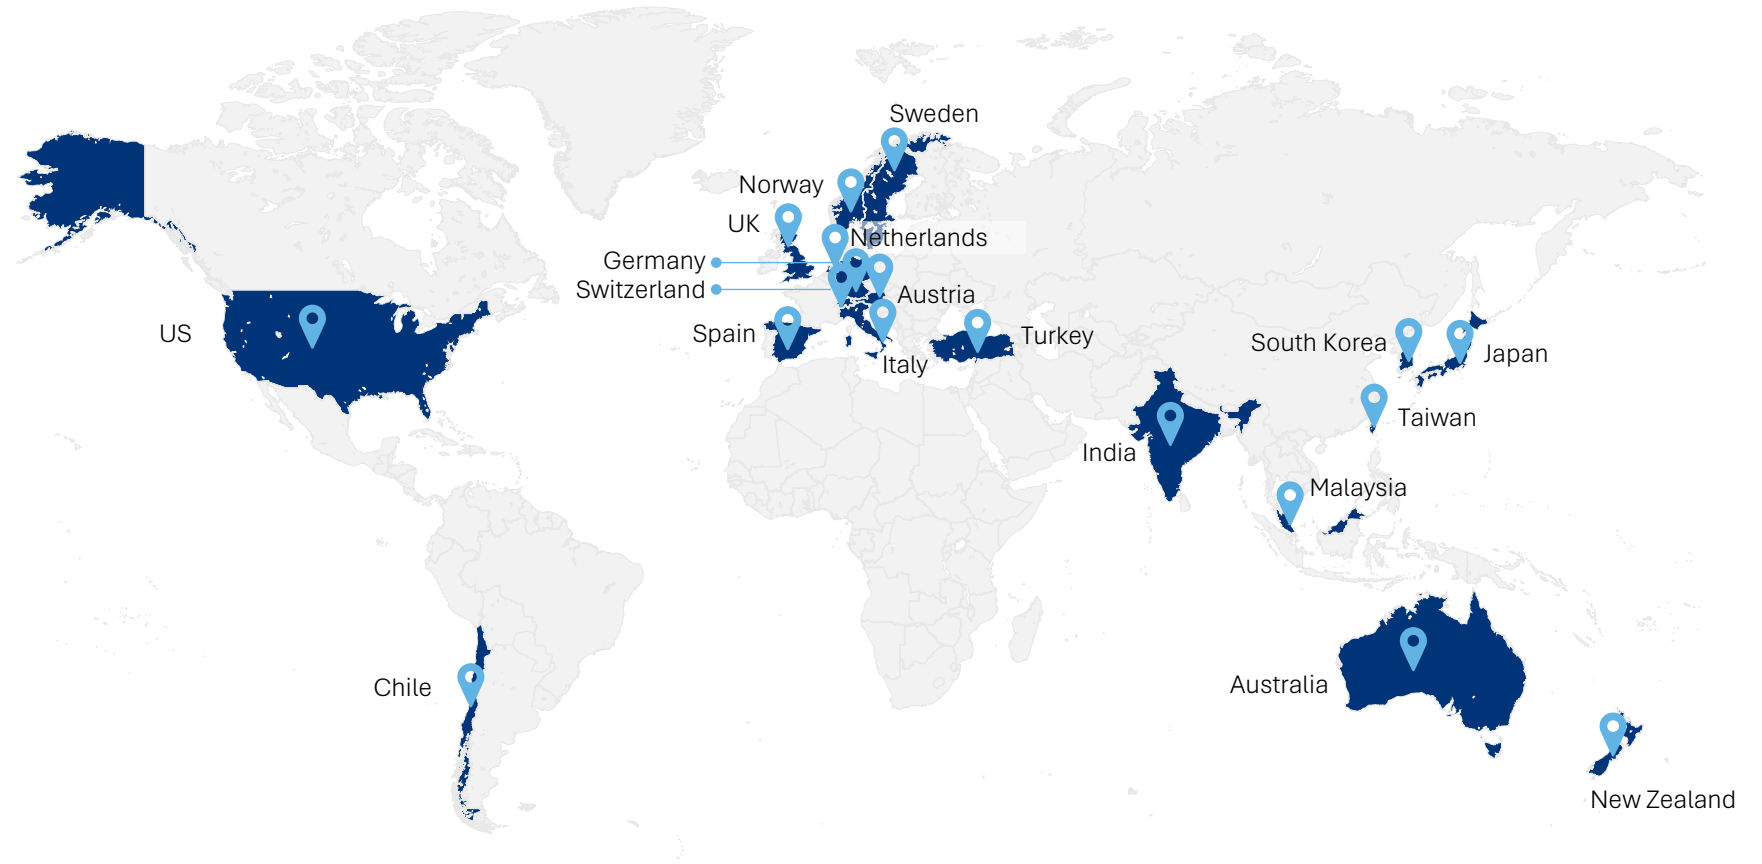 Sweden
Norway
UK
Netherlands
Germany
Switzerland
Austria
US
Spain
Turkey
Italy
South Korea
Japan
Taiwan
India
Malaysia
Chile
Australia
New Zealand